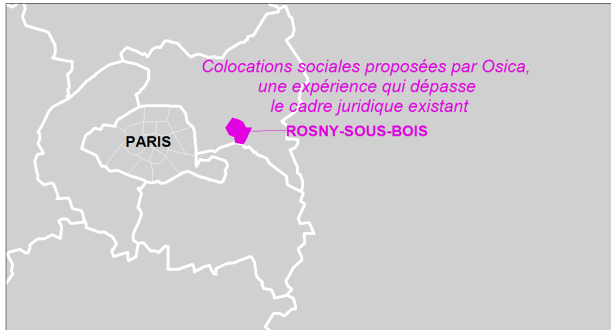 Colocations sociales proposées par Osica,
une expérience qui dépasse
le cadre juridique existant
ROSNY-SOUS-BOIS
PARIS